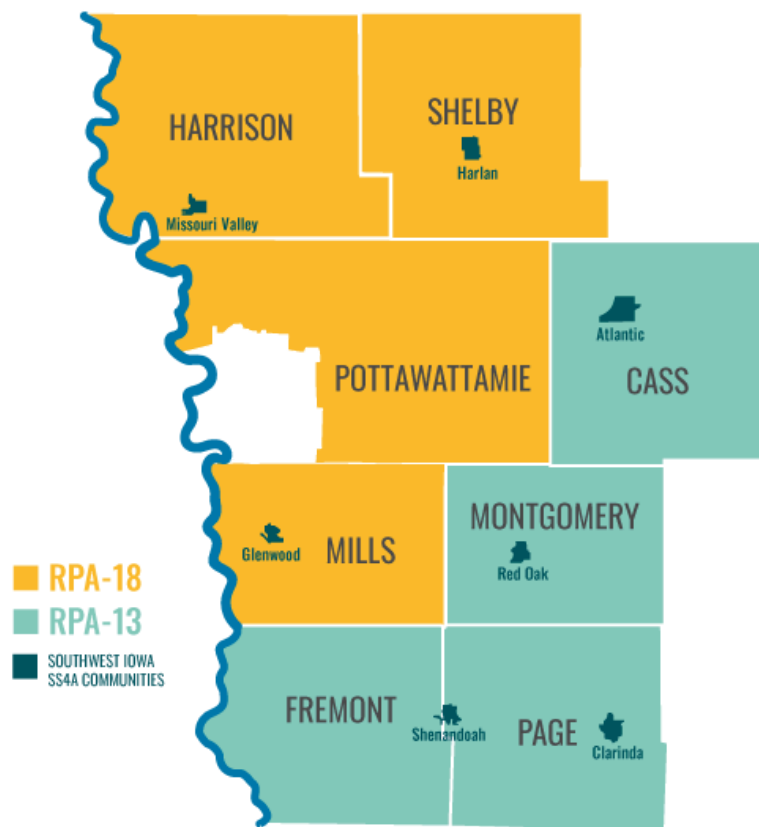 HARRISON
SHELBY
Harlan
Missouri Valley
Atlantic
POTTAWATTAMIE
CASS
MONTGOMERY
Glenwood
MILLS
Red Oak
RPA-18
RPA-13
SOUTHWEST IOWA
SS4A COMMUNITIES
FREMONT
Shenandoah
PAGE
Clarinda